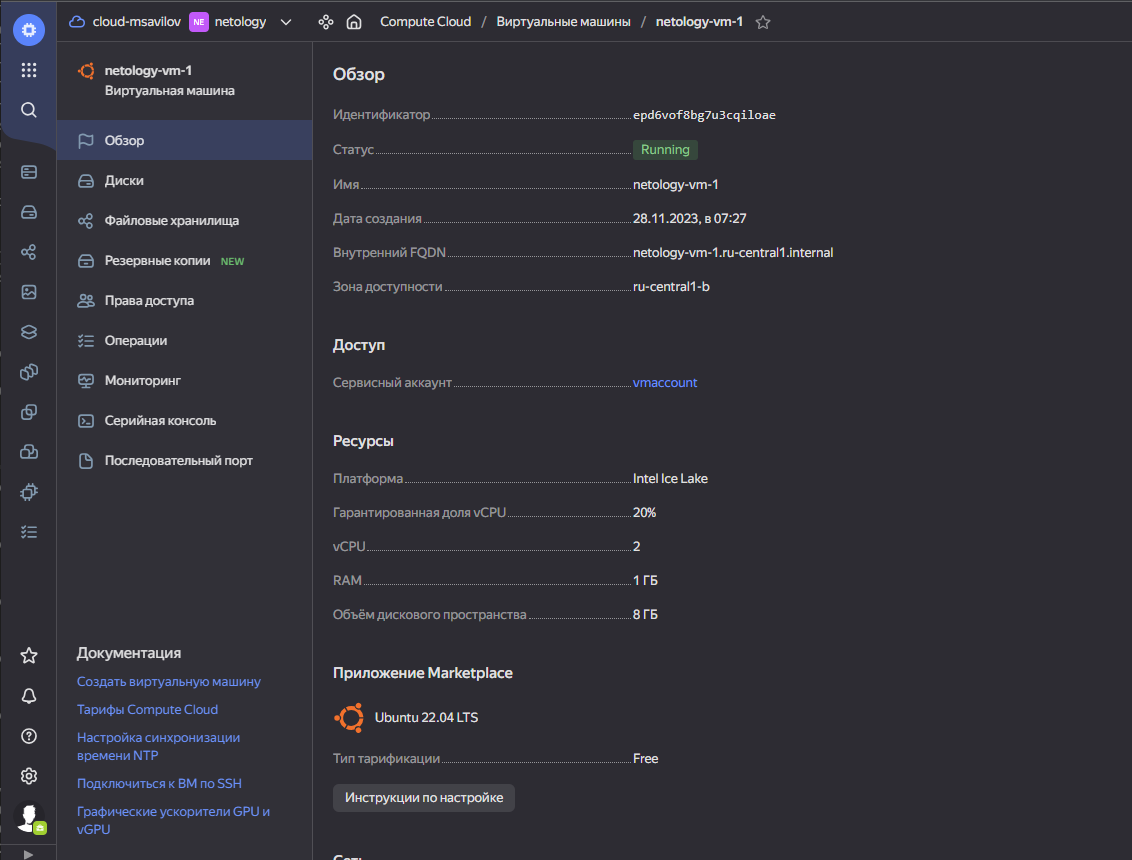 cloud-msavilov NE netology Compute Cloud / Виртуальные машины / netology-vm-1
netology-vm-1
Виртуальная машина
Обзор
Диски
Файловые хранилища
Резервные копии NEW
Права доступа
Операции
Мониторинг
Серийная консоль
Последовательный порт
Документация
Создать виртуальную машину
Тарифы Compute Cloud
Настройка синхронизации
времени NTP
Подключиться к ВМ по SSH
Графические ускорители GPU и
vGPU
Обзор
Идентификатор epd6vof8bg7u3cqiloae
Статус Running
Имя netology-vm-1
Дата создания 28.11.2023, в 07:27
Внутренний FQDN netology-vm-1.ru-central1.internal
Зона доступности ru-central1-b
Доступ
Сервисный аккаунт vmaccount
Ресурсы
Платформа Intel Ice Lake
Гарантированная доля vCPU 20%
vCPU 2
RAM 1 ГБ
Объём дискового пространства 8 ГБ
Приложение Marketplace
Ubuntu 22.04 LTS
Тип тарификации Free
Инструкции по настройке